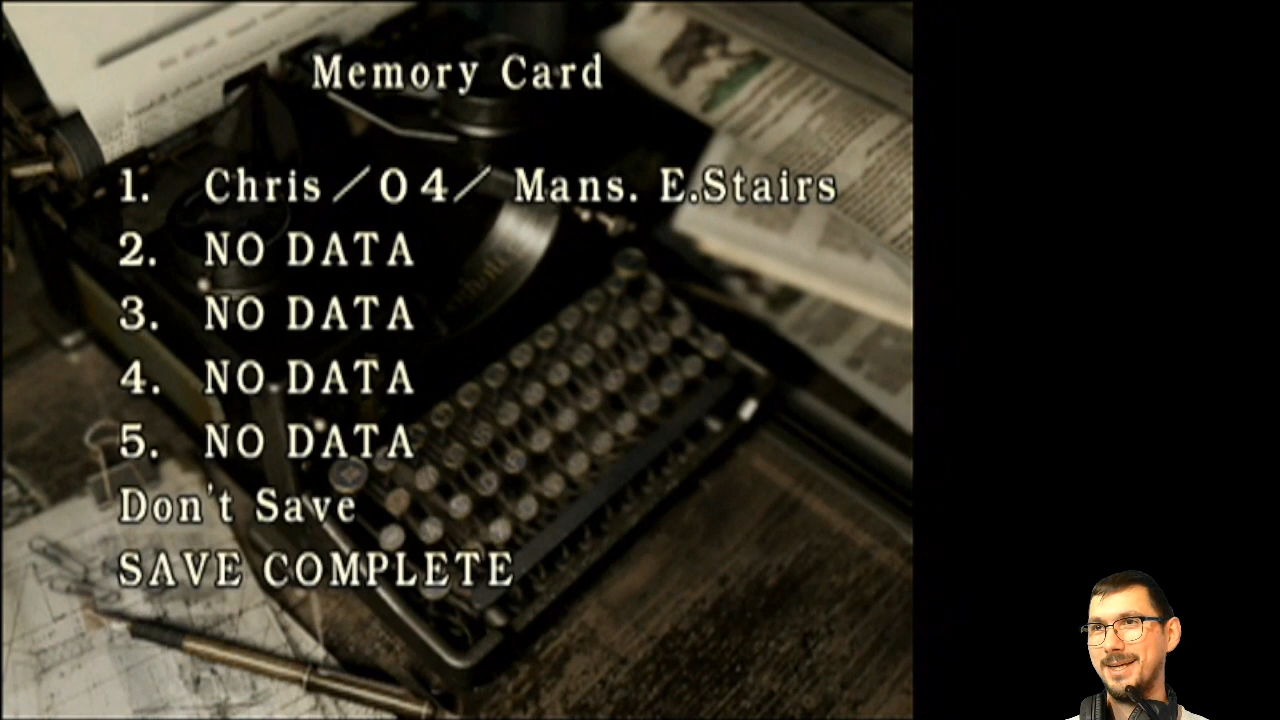 Memory Card
1. Chris／04／Mans. E.Stairs
2. NO DATA
3. NO DATA
4. NO DATA
5. NO DATA
Don't Save
SAVE COMPLETE